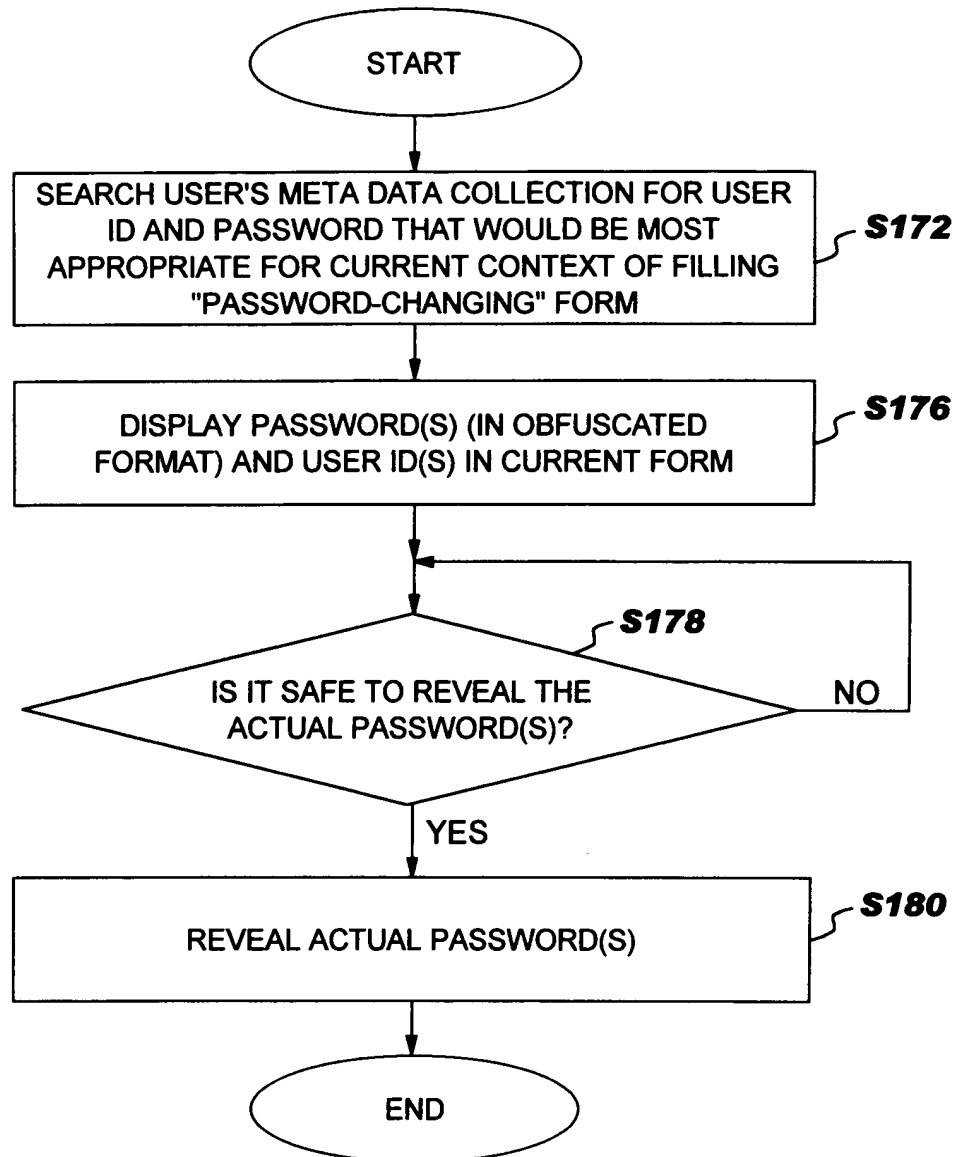 START
SEARCH USER'S META DATA COLLECTION FOR USER
ID AND PASSWORD THAT WOULD BE MOST
APPROPRIATE FOR CURRENT CONTEXT OF FILLING
"PASSWORD-CHANGING" FORM
S172
DISPLAY PASSWORD(S) (IN OBFUSCATED
FORMAT) AND USER ID(S) IN CURRENT FORM
S176
S178
IS IT SAFE TO REVEAL THE
ACTUAL PASSWORD(S)?
NO
YES
REVEAL ACTUAL PASSWORD(S)
S180
END